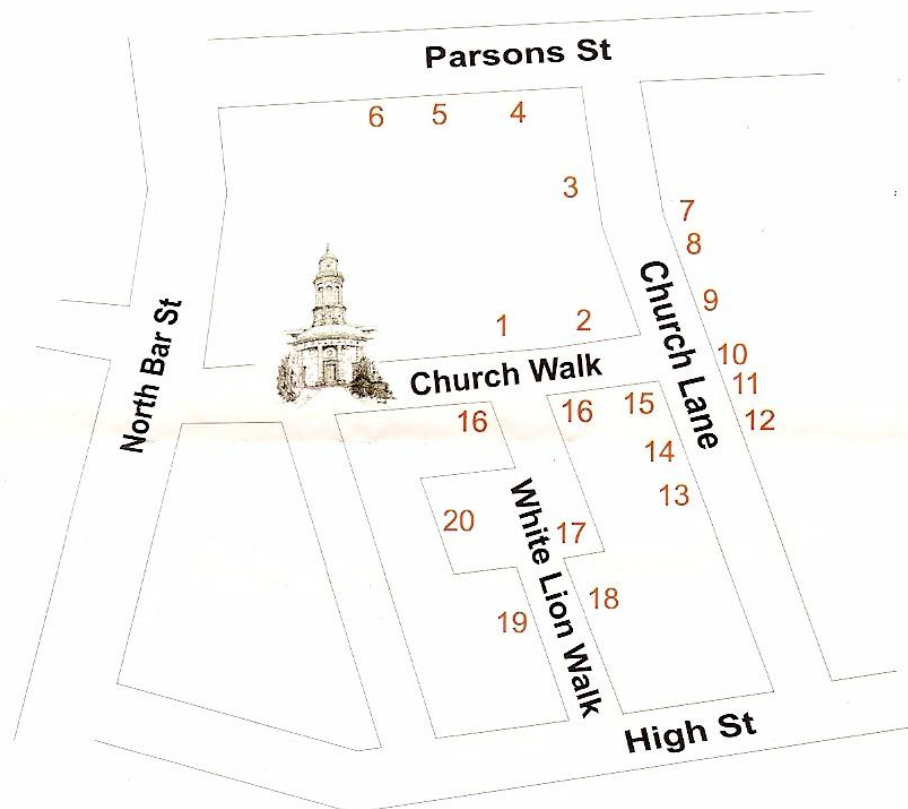 Parsons St
6 5 4
3
7
8
9
1 2
10
11
12
Church Walk
Church Lane
North Bar St
16 16 15
14
13
20 17
18
19
White Lion Walk
High St